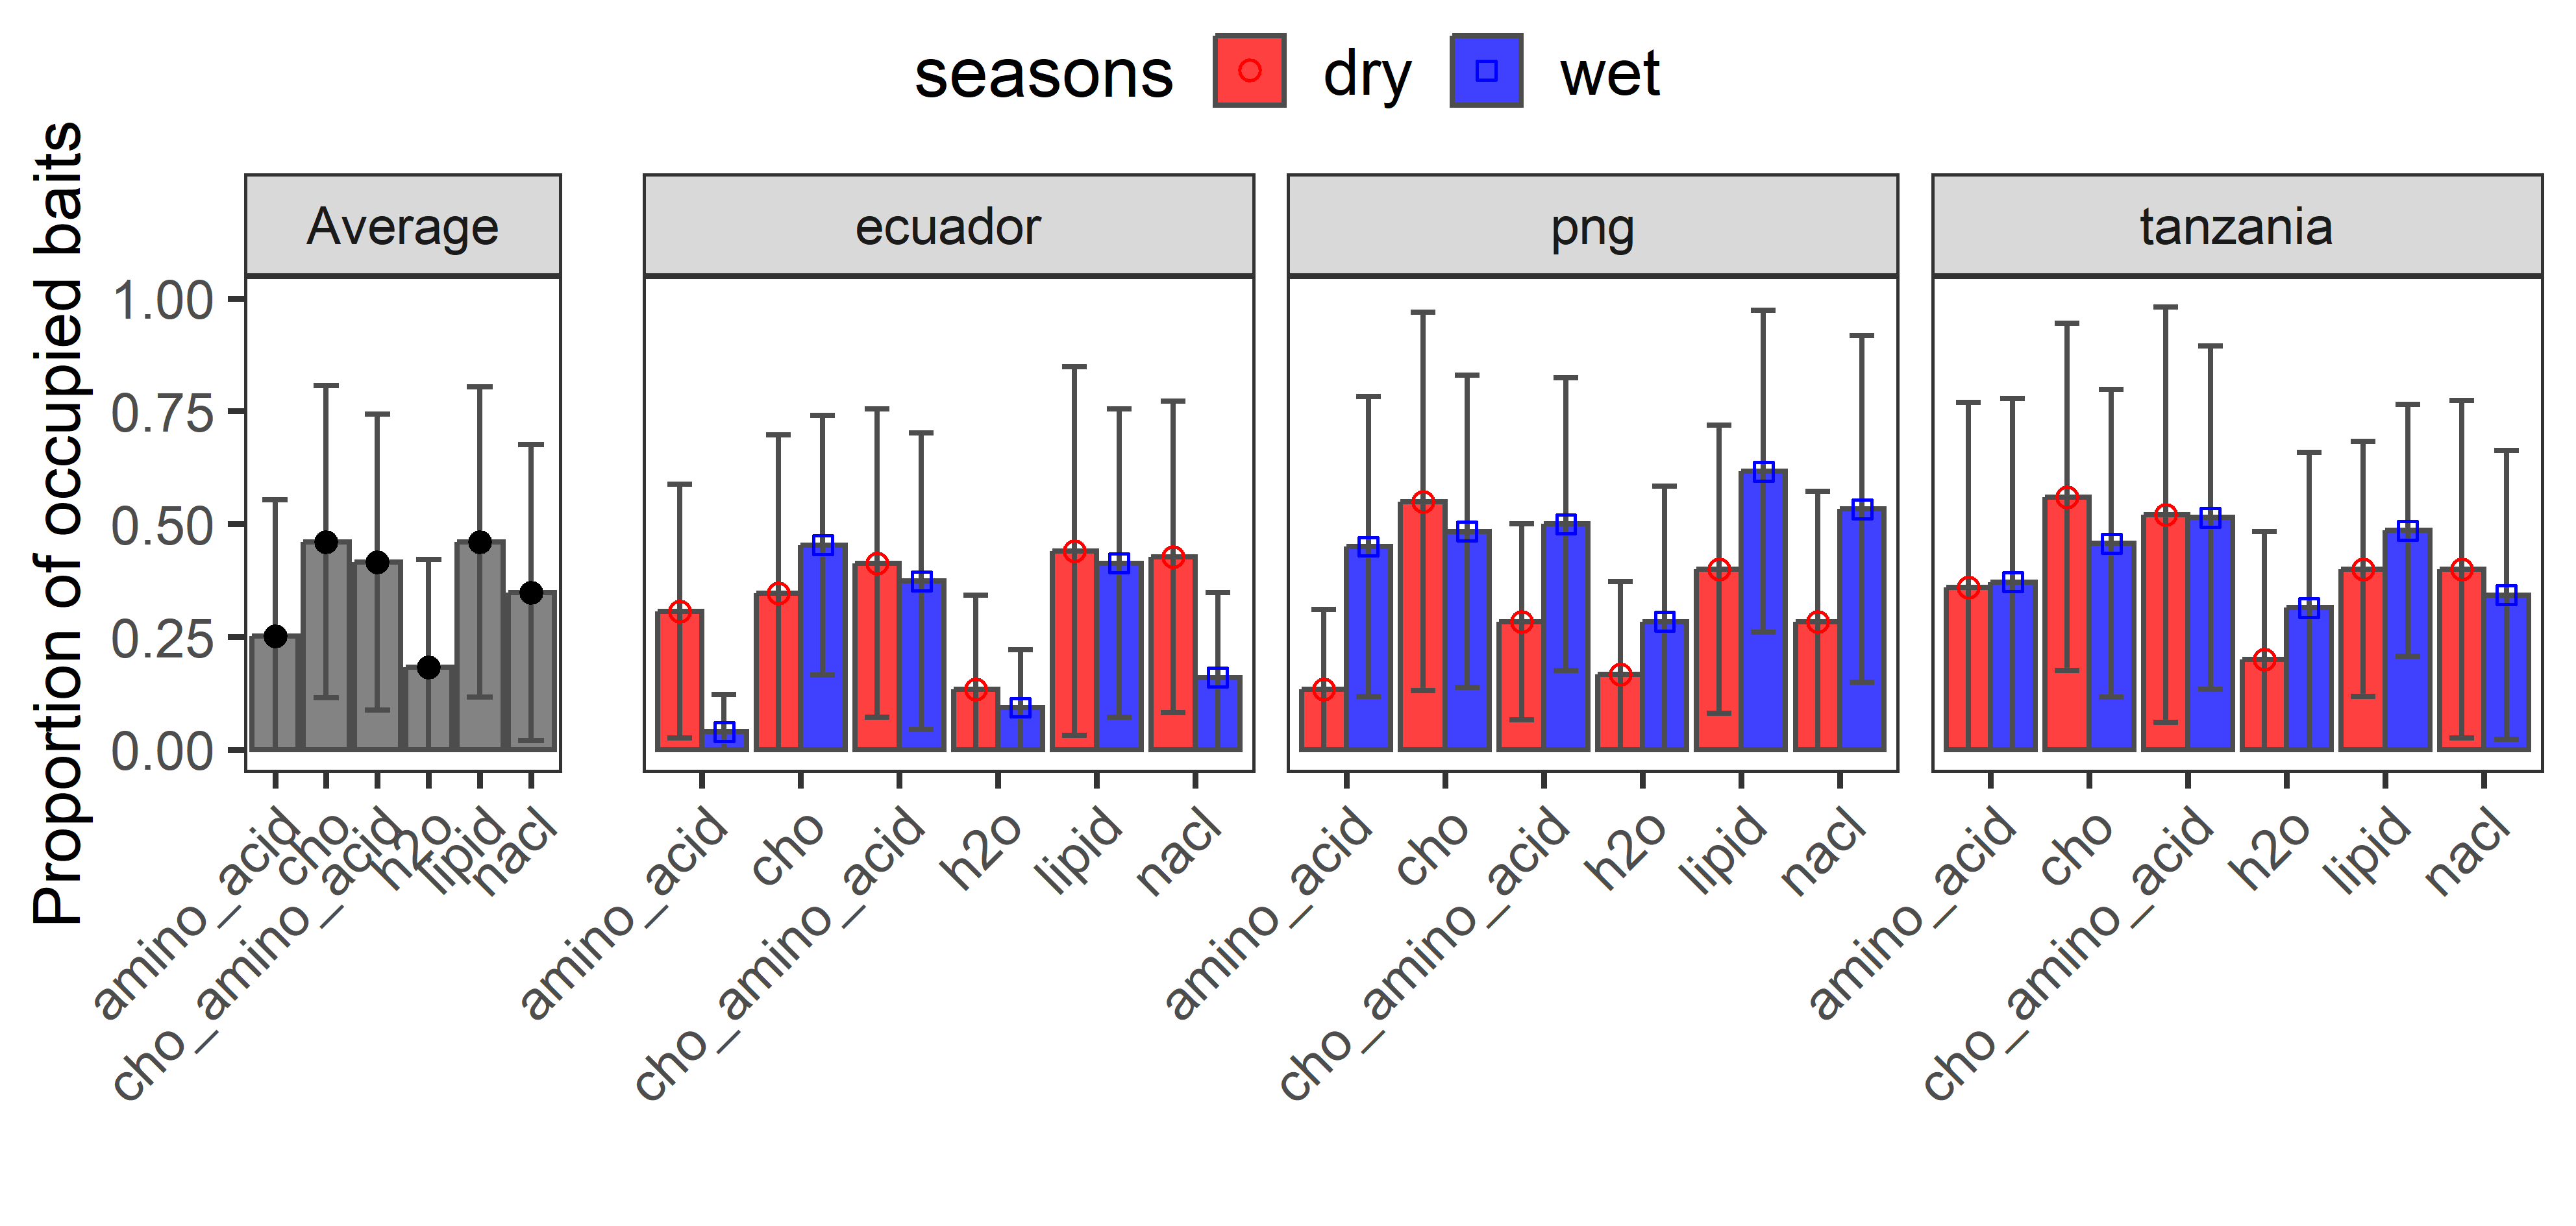 seasons dry wet
Proportion of occupied baits
Average ecuador png tanzania
1.00
0.75
0.50
0.25
0.00
amino_acid cho cho_amino_acid h2o lipid nacl
amino_acid cho cho_amino_acid h2o lipid nacl
amino_acid cho cho_amino_acid h2o lipid nacl
amino_acid cho cho_amino_acid h2o lipid nacl